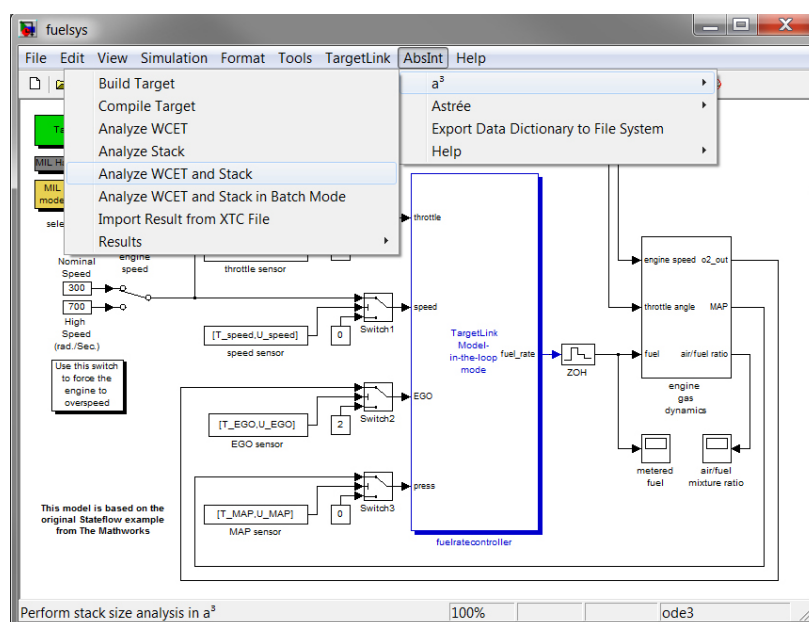 fuelsys
File Edit View Simulation Format Tools TargetLink AbsInt Help
Build Target
Compile Target
Analyze WCET
Analyze Stack
Analyze WCET and Stack
Analyze WCET and Stack in Batch Mode
Import Result from XTC File
Results
a³
Astrée
Export Data Dictionary to File System
Help
MIL
MIL
mode
Nominal
Speed
300
700
High
Speed
(rad./Sec.)
engine
speed
Use this switch
to force the
engine to
overspeed
throttle sensor
[T_speed,U_speed]
speed sensor
0
Switch1
[T_EGO,U_EGO]
EGO sensor
2
Switch2
[T_MAP,U_MAP]
MAP sensor
0
Switch3
throttle
speed
EGO
press
TargetLink
Model-
in-the-loop
mode
fuel_rate
fuelratecontroller
ZOH
engine speed o2_out
throttle angle MAP
fuel air/fuel ratio
engine
gas
dynamics
metered
fuel
air/fuel
mixture ratio
This model is based on the
original Stateflow example
from The Mathworks
Perform stack size analysis in a³
100%
ode3